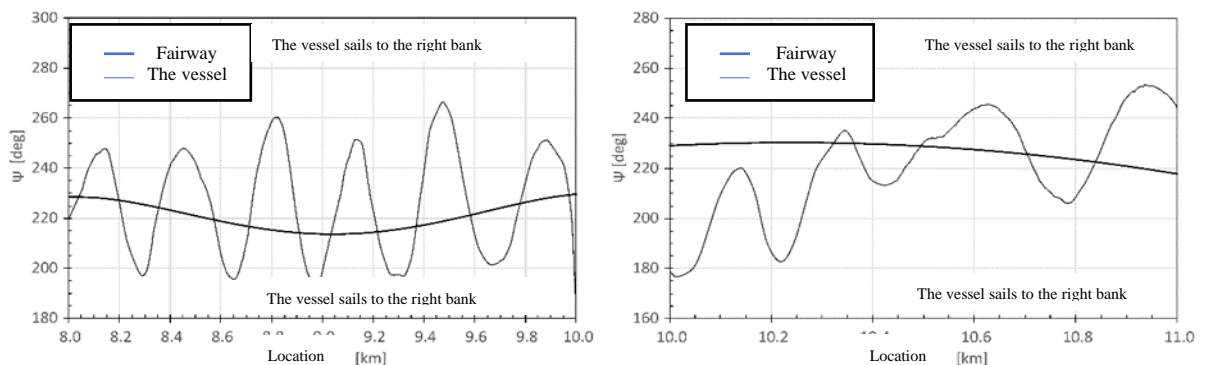 300
280
260
240
220
200
180
Ψ [deg]
Fairway
The vessel
The vessel sails to the right bank
The vessel sails to the right bank
8.0 8.2 8.4 8.6 9.2 9.4 9.6 9.8 10.0
Location [km]
280
260
240
220
200
180
160
Ψ [deg]
Fairway
The vessel
The vessel sails to the right bank
The vessel sails to the right bank
10.0 10.2 10.6 10.8 11.0
Location [km]